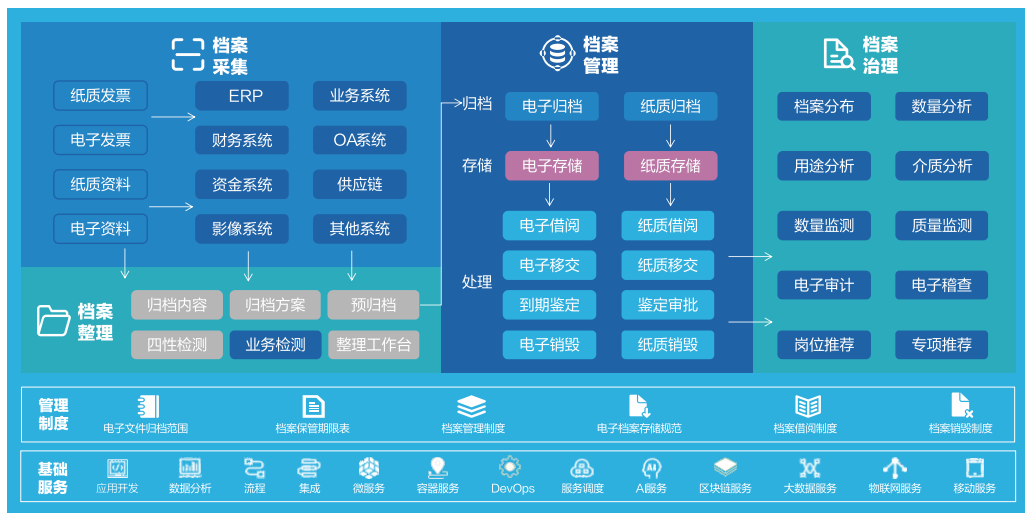 档案
采集
纸质发票
电子发票
纸质资料
电子资料
ERP
业务系统
财务系统
OA系统
资金系统
供应链
影像系统
其他系统
档案
整理
归档内容
归档方案
预归档
四性检测
业务检测
整理工作台
档案
管理
归档
电子归档
纸质归档
存储
电子存储
纸质存储
处理
电子借阅
纸质借阅
电子移交
纸质移交
到期鉴定
鉴定审批
电子销毁
纸质销毁
档案
治理
档案分布
数量分析
用途分析
介质分析
数量监测
质量监测
电子审计
电子稽查
岗位推荐
专项推荐
管理
制度
电子文件归档范围
档案保管期限表
档案管理制度
电子档案存储规范
档案借阅制度
档案销毁制度
基础
服务
应用开发
数据分析
流程
集成
微服务
容器服务
DevOps
服务调度
AI
AI服务
区块链服务
大数据服务
物联网服务
移动服务